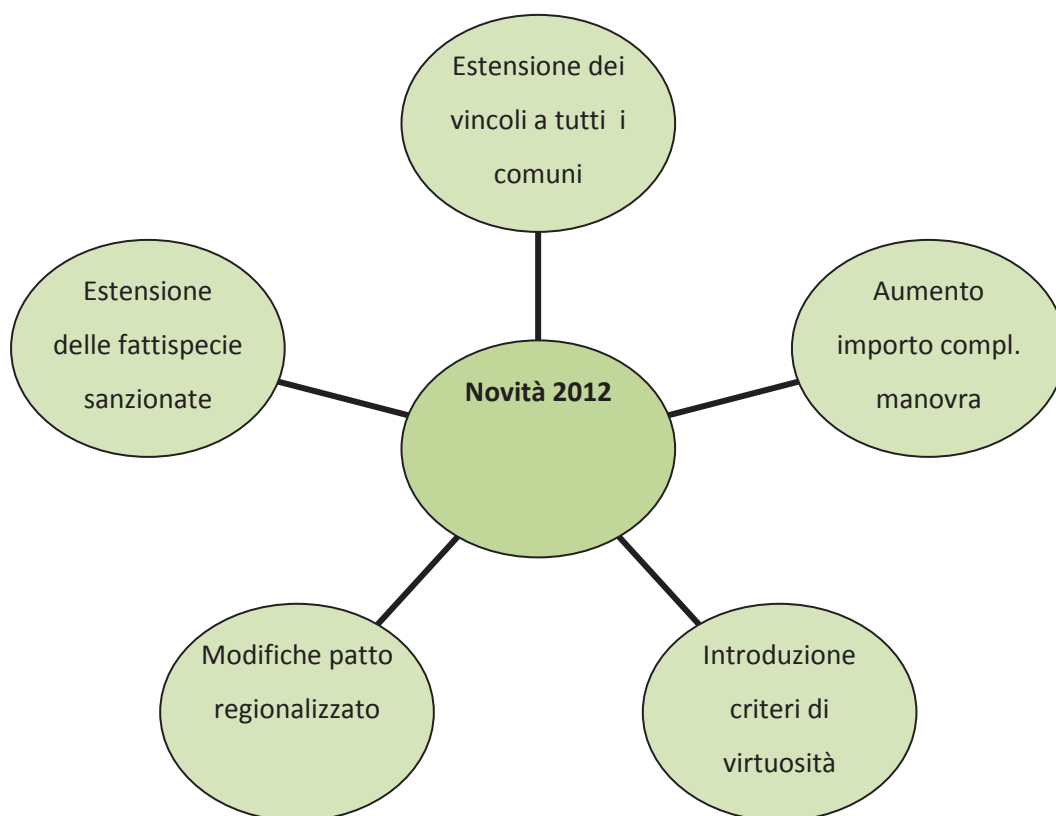 Estensione dei
vincoli a tutti i
comuni
Estensione
delle fattispecie
sanzionate
Aumento
importo compl.
manovra
Novità 2012
Modifiche patto
regionalizzato
Introduzione
criteri di
virtuosità